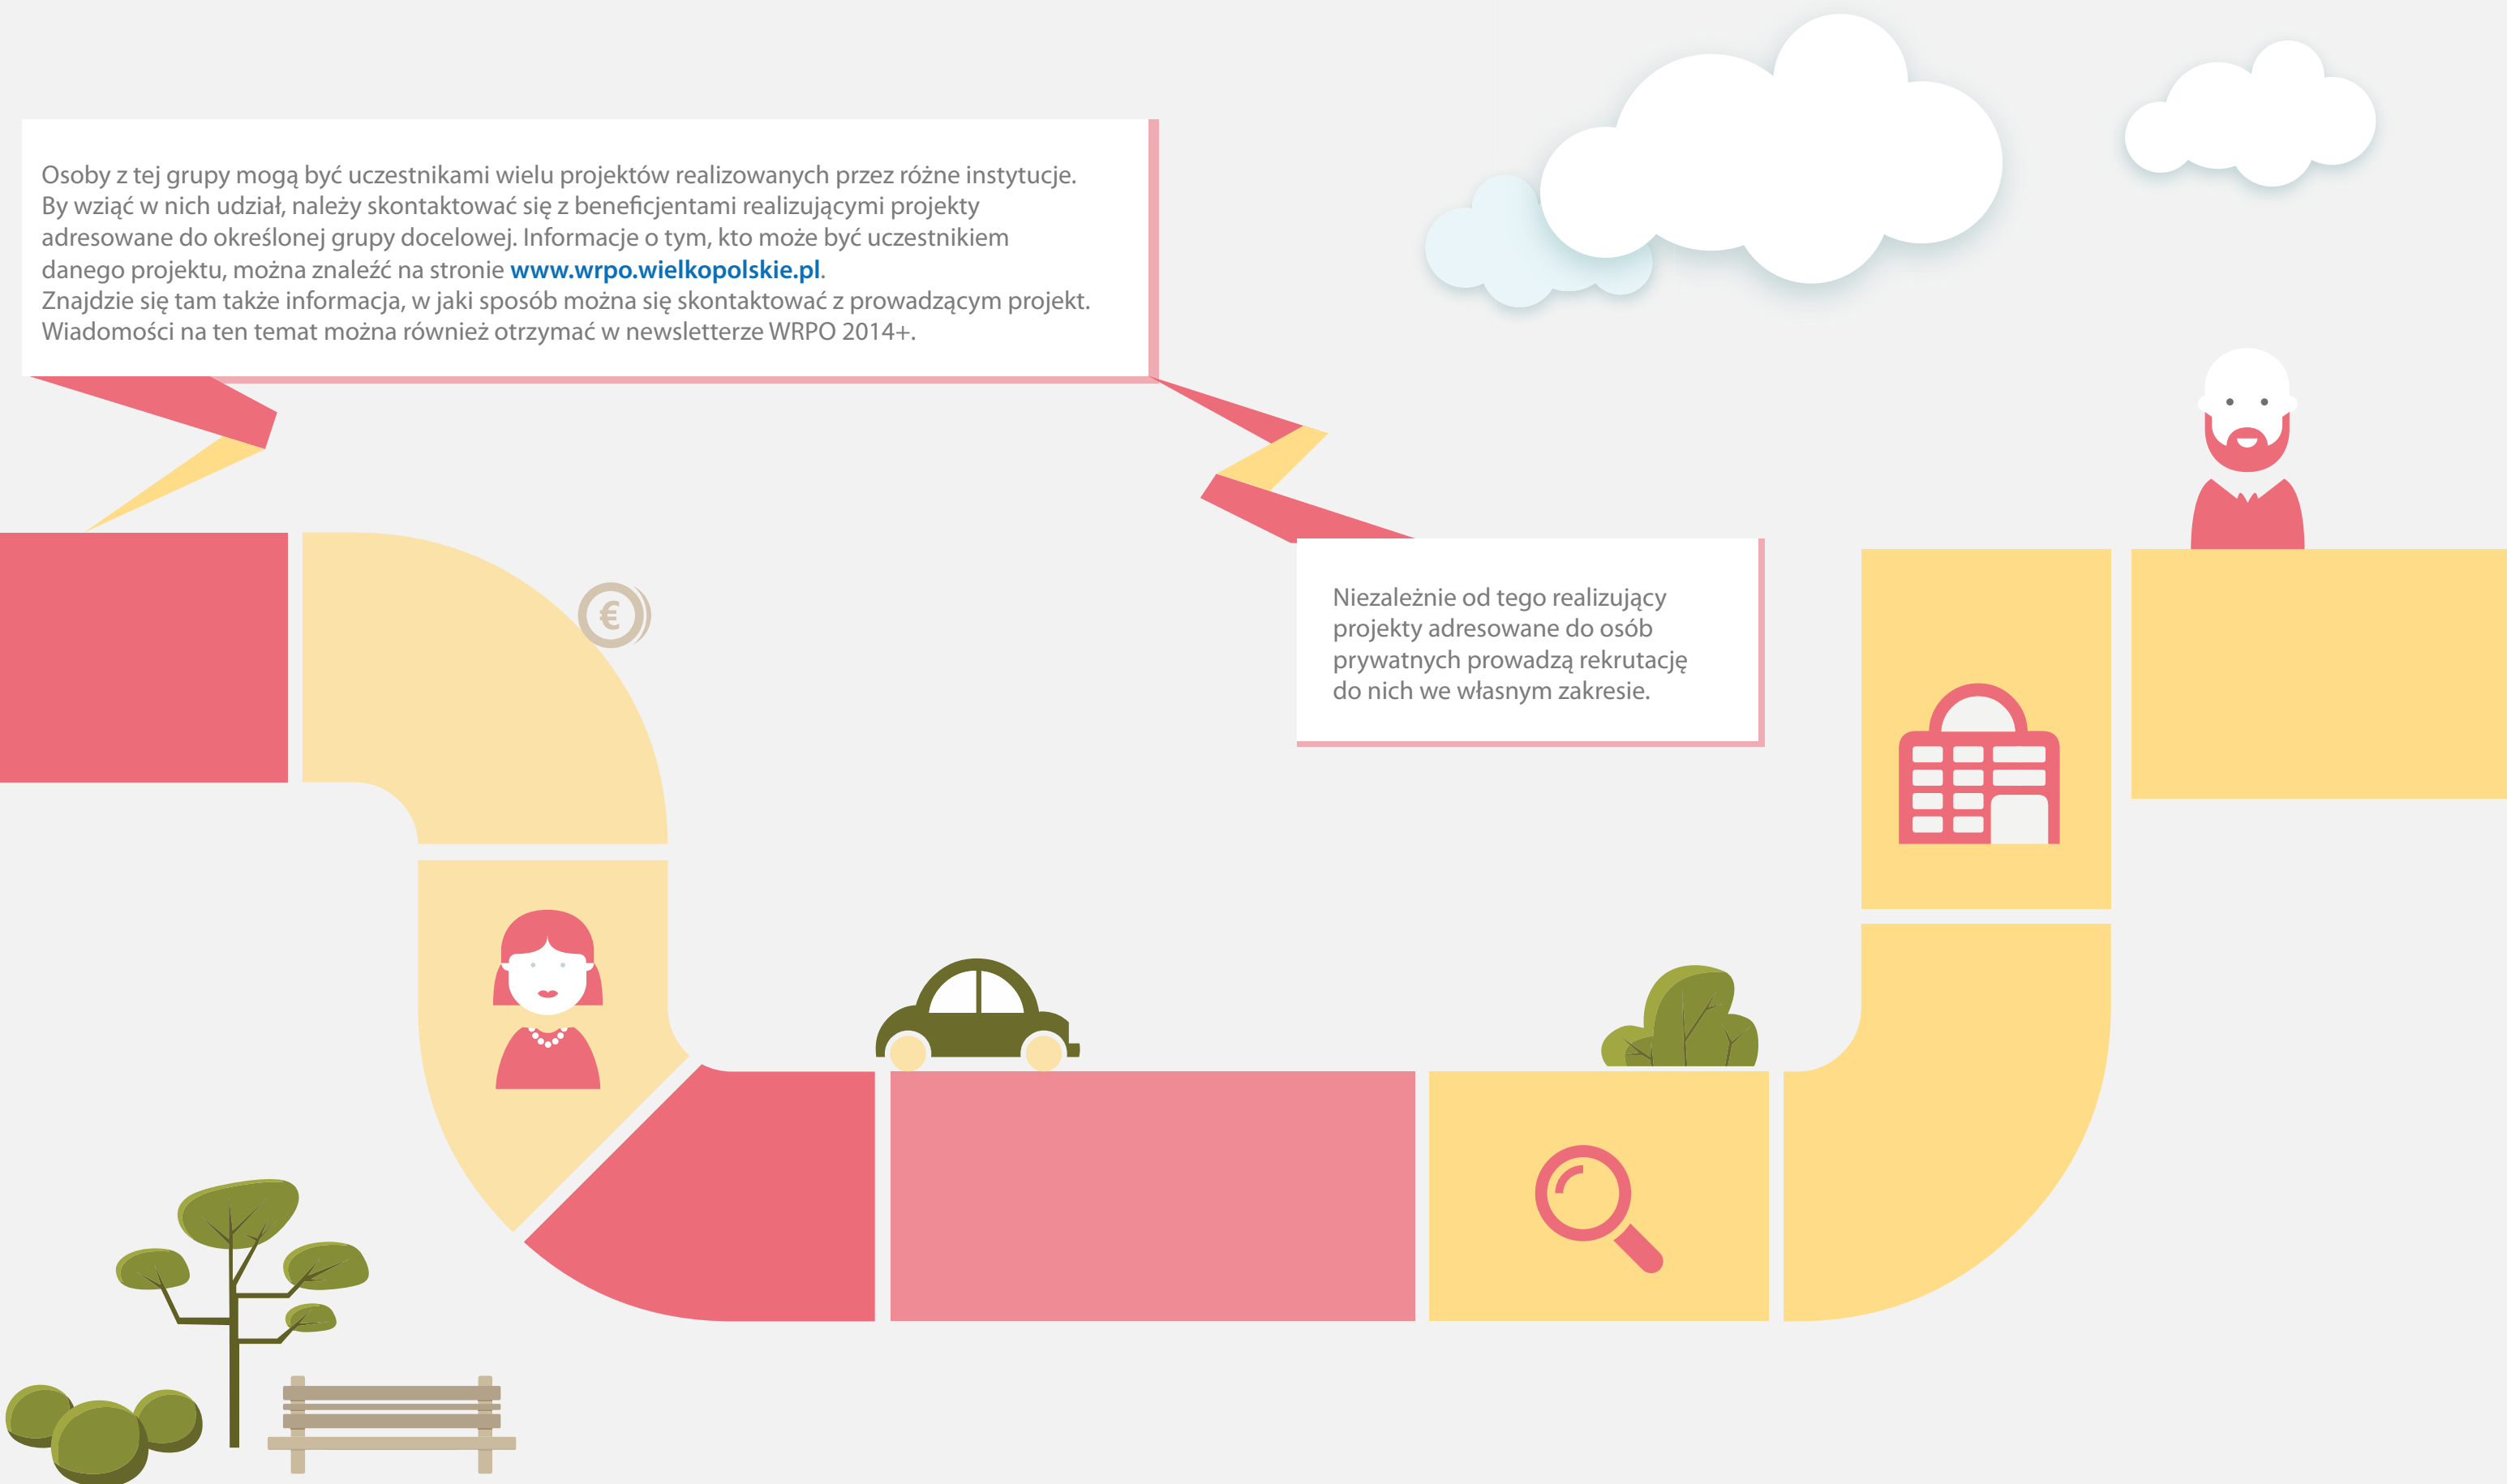 Osoby z tej grupy mogą być uczestnikami wielu projektów realizowanych przez różne instytucje.
By wziąć w nich udział, należy skontaktować się z beneficjentami realizującymi projekty
adresowane do określonej grupy docelowej. Informacje o tym, kto może być uczestnikiem
danego projektu, można znaleźć na stronie www.wrpo.wielkopolskie.pl.
Znajdzie się tam także informacja, w jaki sposób można się skontaktować z prowadzącym projekt.
Wiadomości na ten temat można również otrzymać w newsletterze WRPO 2014+.
€
Niezależnie od tego realizujący
projekty adresowane do osób
prywatnych prowadzą rekrutację
do nich we własnym zakresie.